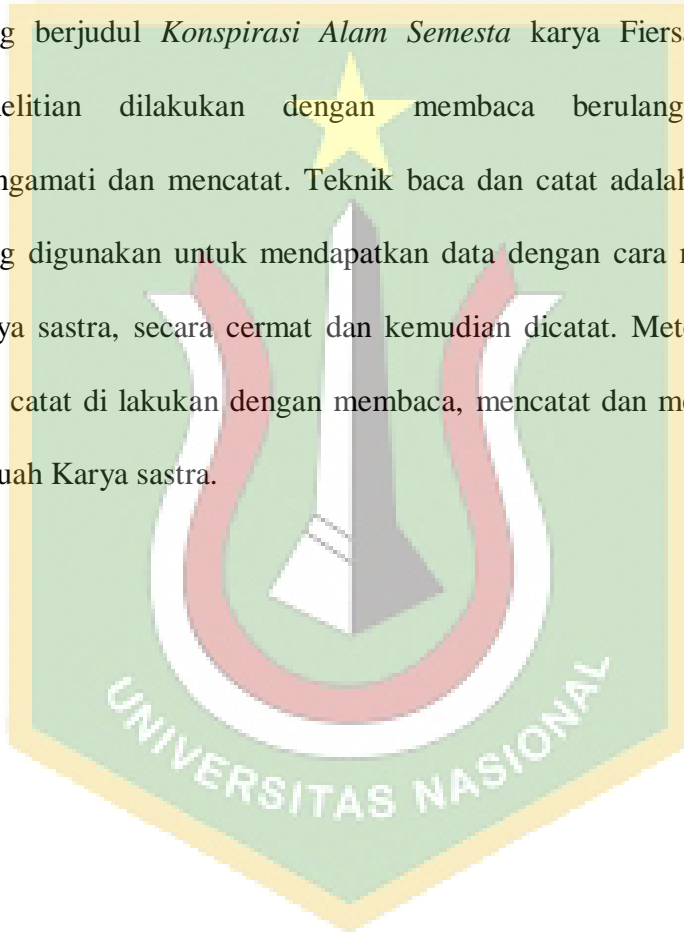 g berjudul Konspirasi Alam Semesta karya Fiersa
elitian dilakukan dengan membaca berulang
ngamati dan mencatat. Teknik baca dan catat adalah
g digunakan untuk mendapatkan data dengan cara
ya sastra, secara cermat dan kemudian dicatat.
catat di lakukan dengan membaca, mencatat dan
uah Karya sastra.
UNIVERSITAS NASIONAL